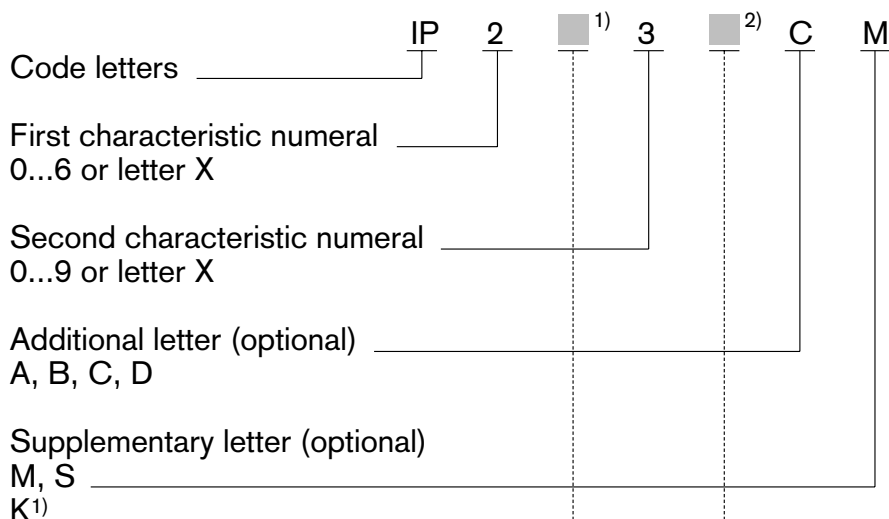 IP 2 1) 3 2) C M
Code letters
First characteristic numeral
0...6 or letter X
Second characteristic numeral
0...9 or letter X
Additional letter (optional)
A, B, C, D
Supplementary letter (optional)
M, S
K1)